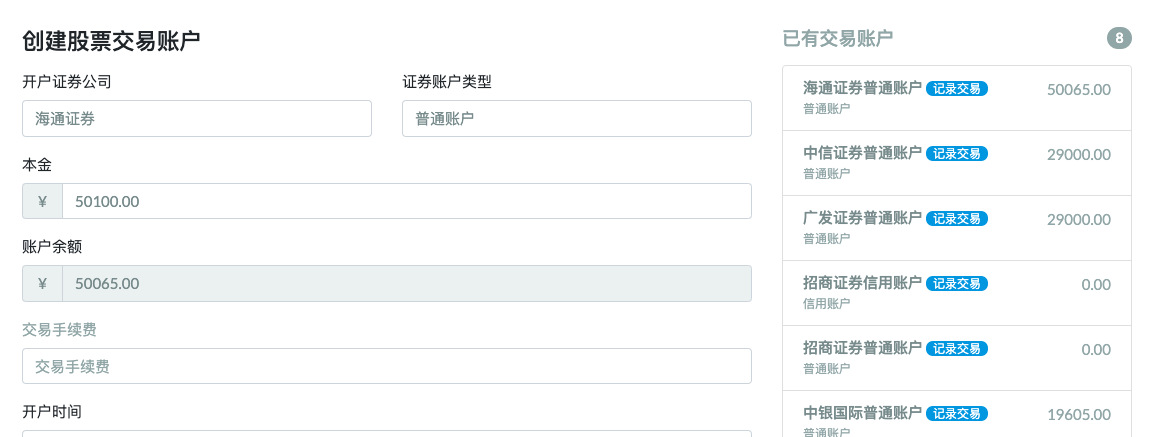 创建股票交易账户
开户证券公司
证券账户类型
海通证券
普通账户
本金
¥ 50100.00
账户余额
¥ 50065.00
交易手续费
交易手续费
开户时间
已有交易账户 8
海通证券普通账户 记录交易 50065.00
普通账户
中信证券普通账户 记录交易 29000.00
普通账户
广发证券普通账户 记录交易 29000.00
普通账户
招商证券信用账户 记录交易 0.00
信用账户
招商证券普通账户 记录交易 0.00
普通账户
中银国际普通账户 记录交易 19605.00
普通账户